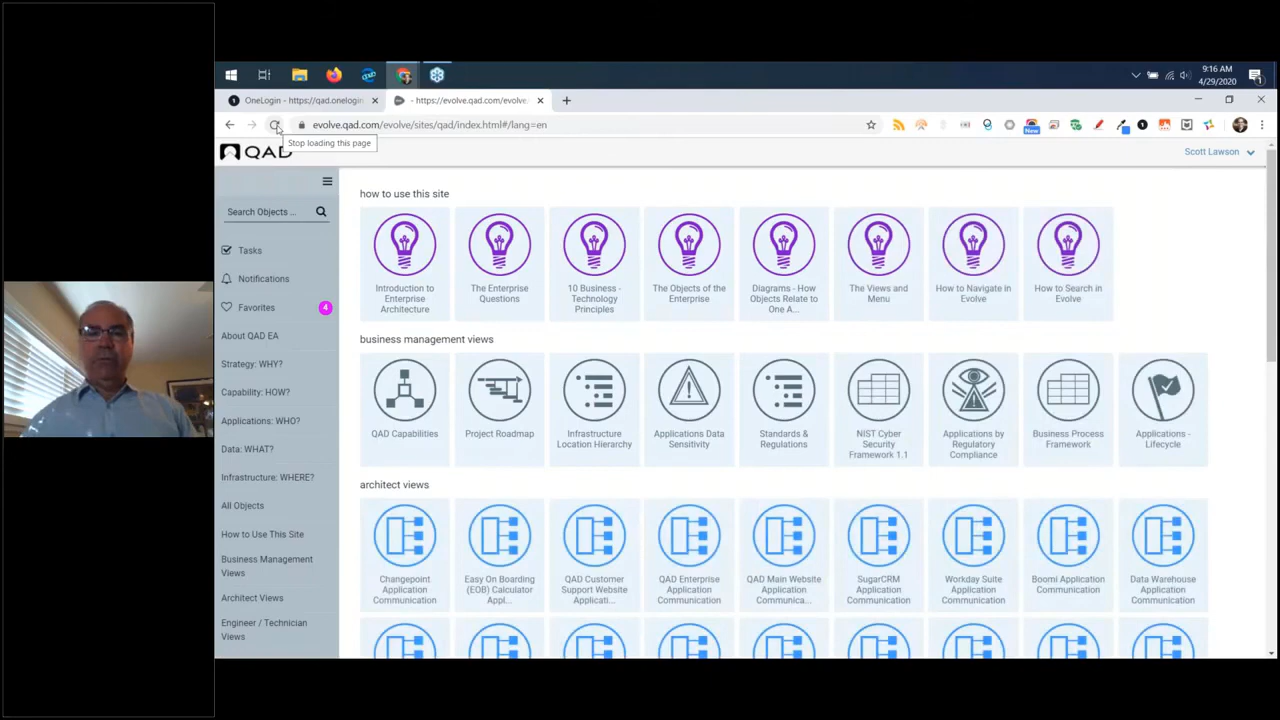 9:16 AM
4/29/2020
OneLogin - https://qad.onelogin
- https://evolve.qad.com/evolve.
evolve.qad.com/evolve/sites/qad/index.html#/lang=en
New
Stop loading this page
QAD
Scott Lawson
Search Objects ...
Tasks
Notifications
Favorites
4
About QAD EA
Strategy: WHY?
Capability: HOW?
Applications: WHO?
Data: WHAT?
Infrastructure: WHERE?
All Objects
How to Use This Site
Business Management
Views
Architect Views
Engineer / Technician
Views
how to use this site
Introduction to
Enterprise
Architecture
The Enterprise
Questions
10 Business -
Technology
Principles
The Objects of the
Enterprise
Diagrams - How
Objects Relate to
One A...
The Views and
Menu
How to Navigate in
Evolve
How to Search in
Evolve
business management views
QAD Capabilities
Project Roadmap
Infrastructure
Location Hierarchy
Applications Data
Sensitivity
Standards &
Regulations
NIST Cyber
Security
Framework 1.1
Applications by
Regulatory
Compliance
Business Process
Framework
Applications -
Lifecycle
architect views
Changepoint
Application
Communication
Easy On Boarding
(EOB) Calculator
Appl...
QAD Customer
Support Website
Applicati...
QAD Enterprise
Application
Communication
QAD Main Website
Application
Communica...
SugarCRM
Application
Communication
Workday Suite
Application
Communication
Boomi Application
Communication
Data Warehouse
Application
Communication